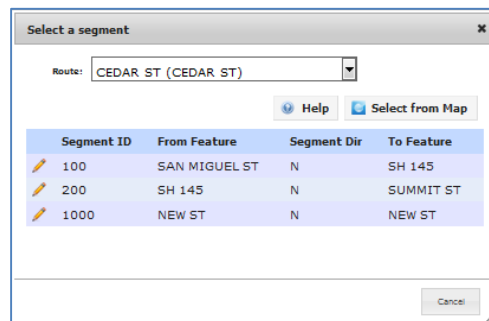 Select a segment x
Route: CEDAR ST (CEDAR ST)
Help Select from Map
Segment ID From Feature Segment Dir To Feature
100 SAN MIGUEL ST N SH 145
200 SH 145 N SUMMIT ST
1000 NEW ST N NEW ST
Cancel